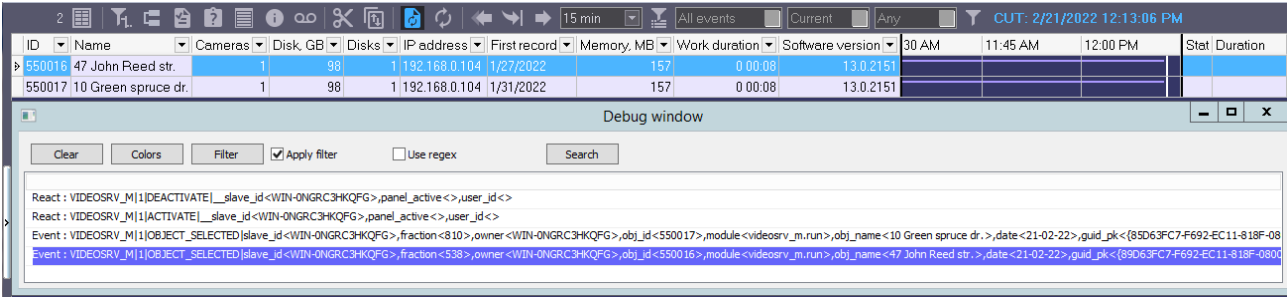 2 15 min All events Current Any CUT: 2/21/2022 12:13:06 PM
ID Name Cameras Disk, GB Disks IP address First record Memory, MB Work duration Software version 30 AM 11:45 AM 12:00 PM Stat Duration
550016 47 John Reed str. 1 98 1 192.168.0.104 1/27/2022 157 0 00:08 13.0.2151
550017 10 Green spruce dr. 1 98 1 192.168.0.104 1/31/2022 157 0 00:08 13.0.2151
Debug window
Clear Colors Filter Apply filter Use regex Search
React : VIDEOSRV_M|1|DEACTIVATE|__slave_id<WIN-0NGRC3HKQFG>,panel_active<>,user_id<>
React : VIDEOSRV_M|1|ACTIVATE|__slave_id<WIN-0NGRC3HKQFG>,panel_active<>,user_id<>
Event : VIDEOSRV_M|1|OBJECT_SELECTED|slave_id<WIN-0NGRC3HKQFG>,fraction<810>,owner<WIN-0NGRC3HKQFG>,obj_id<550017>,module<videosrv_m.run>,obj_name<10 Green spruce dr.>,date<21-02-22>,guid_pk<{85D63FC7-F692-EC11-818F-08
Event : VIDEOSRV_M|1|OBJECT_SELECTED|slave_id<WIN-0NGRC3HKQFG>,fraction<538>,owner<WIN-0NGRC3HKQFG>,obj_id<550016>,module<videosrv_m.run>,obj_name<47 John Reed str.>,date<21-02-22>,guid_pk<{89D63FC7-F692-EC11-818F-0800